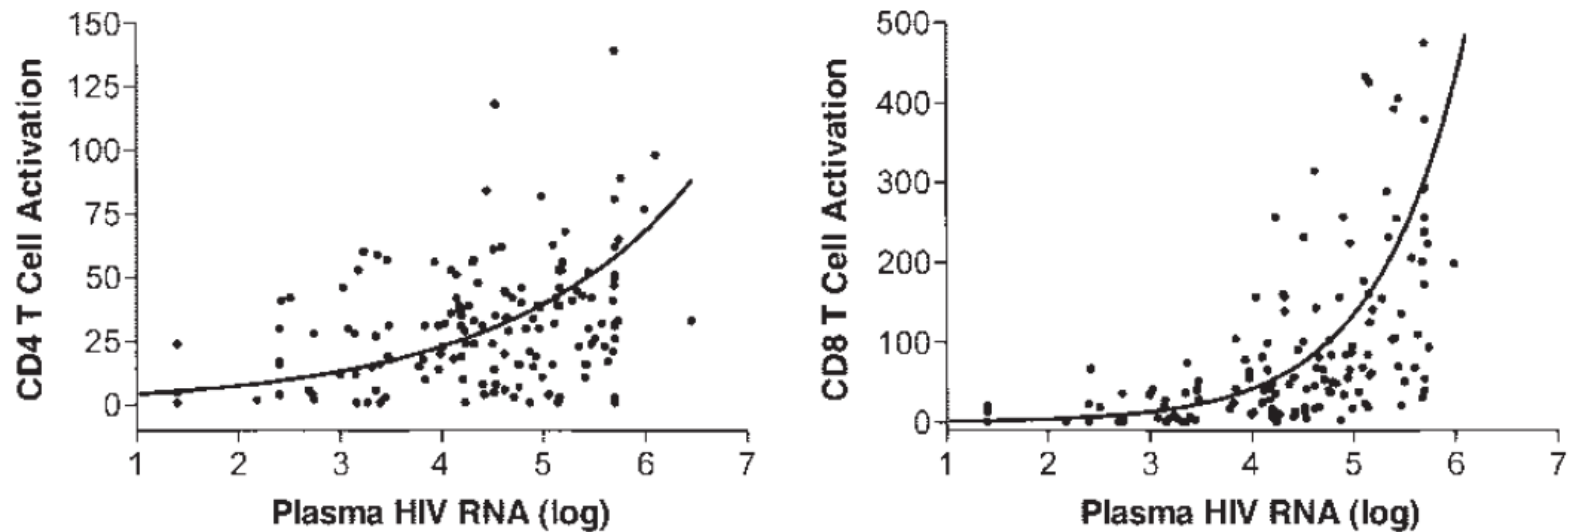 CD4 T Cell Activation
150
125
100
75
50
25
0
1 2 3 4 5 6 7
Plasma HIV RNA (log)
CD8 T Cell Activation
500
400
300
200
100
0
1 2 3 4 5 6 7
Plasma HIV RNA (log)